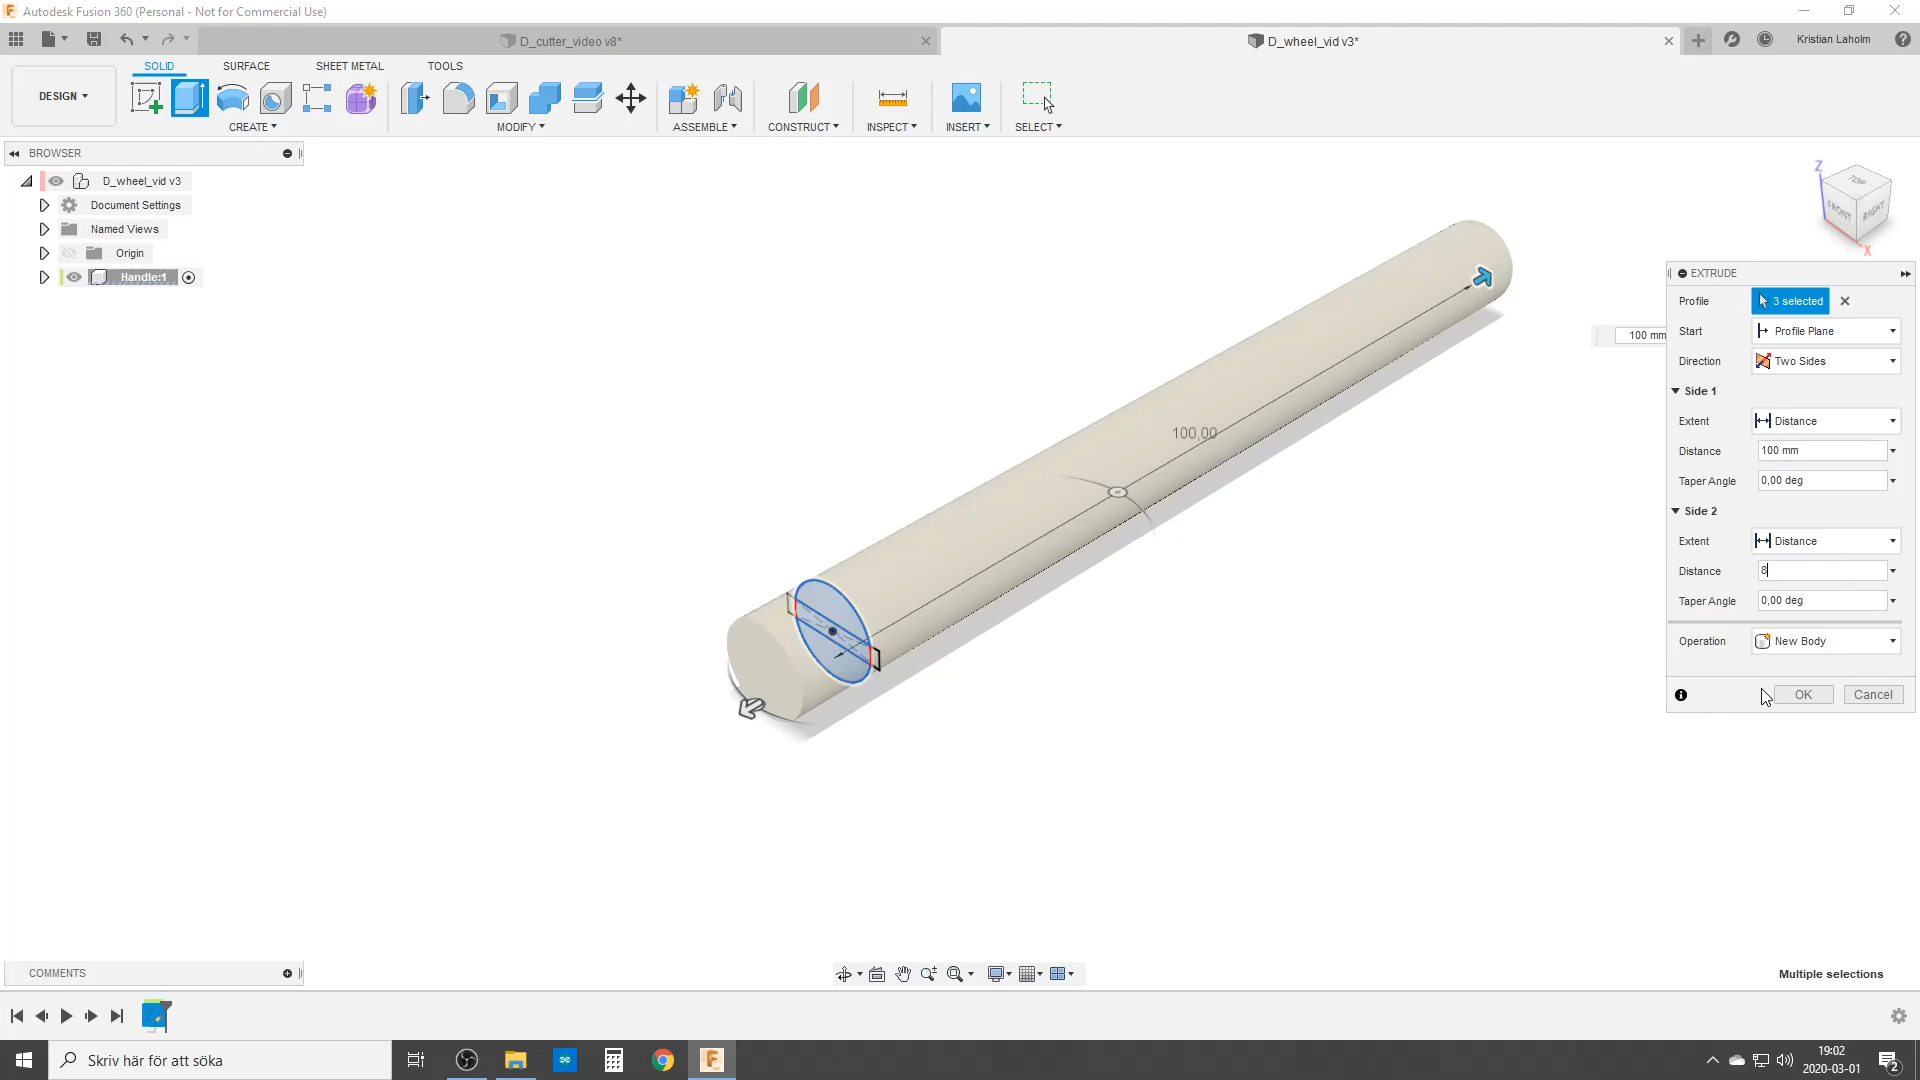 Autodesk Fusion 360 (Personal - Not for Commercial Use)
D_cutter_video v8*
D_wheel_vid v3*
Kristian Laholm
DESIGN
SOLID
SURFACE
SHEET METAL
TOOLS
CREATE
MODIFY
ASSEMBLE
CONSTRUCT
INSPECT
INSERT
SELECT
BROWSER
D_wheel_vid v3
Document Settings
Named Views
Origin
Handle:1
Z
TOP
FRONT
RIGHT
X
100,00
100 mm
EXTRUDE
Profile
3 selected
Start
Profile Plane
Direction
Two Sides
Side 1
Extent
Distance
Distance
100 mm
Taper Angle
0,00 deg
Side 2
Extent
Distance
Distance
8
Taper Angle
0,00 deg
Operation
New Body
OK
Cancel
COMMENTS
Multiple selections
Skriv här för att söka
19:02
2020-03-01
2